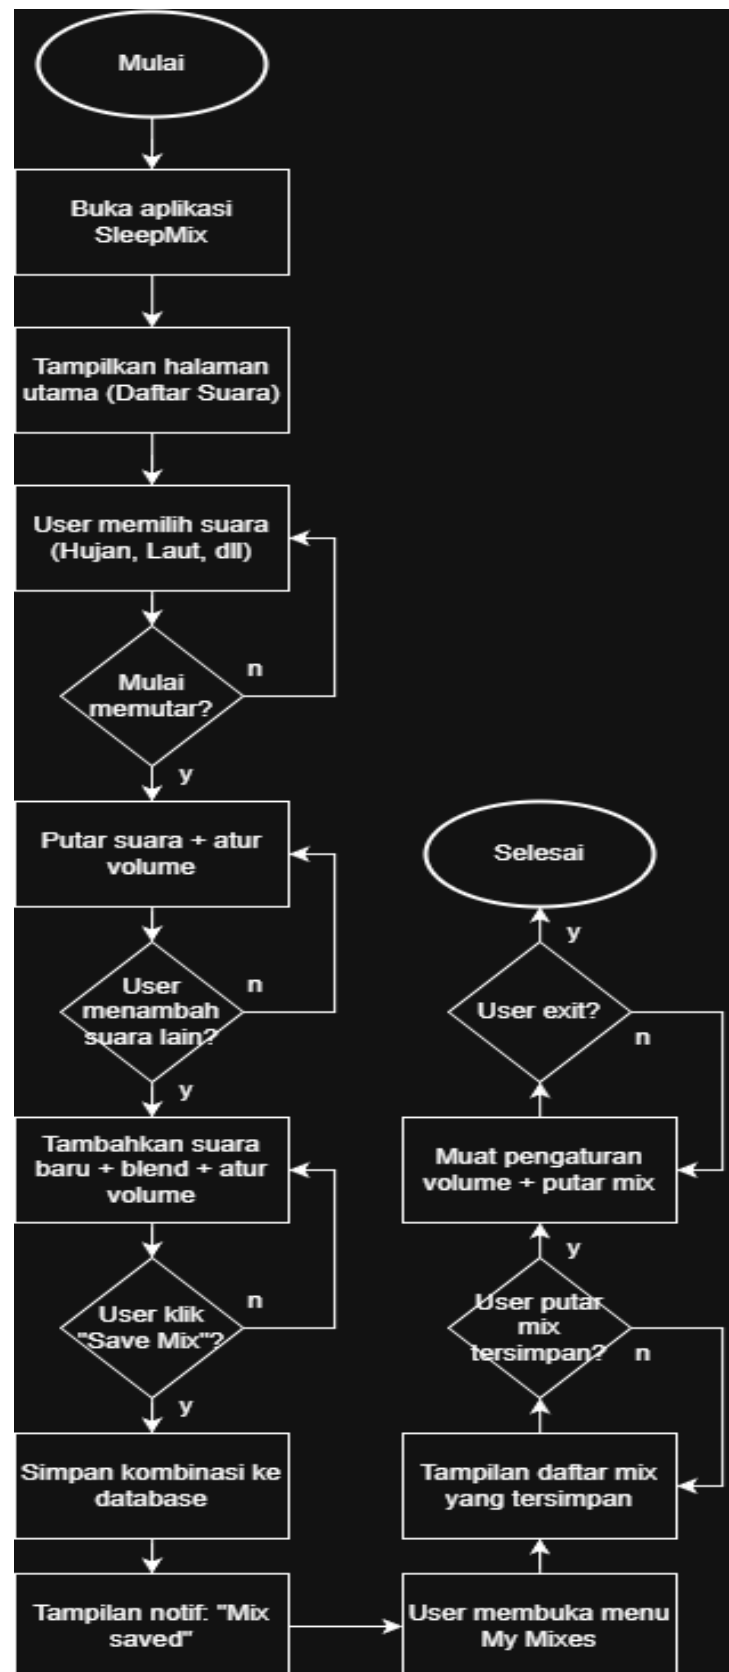 Mulai
Buka aplikasi
SleepMix
Tampilkan halaman
utama (Daftar Suara)
User memilih suara
(Hujan, Laut, dll)
Mulai
memutar?
n
y
Putar suara + atur
volume
User
menambah
suara lain?
n
y
Tambahkan suara
baru + blend + atur
volume
User klik
"Save Mix"?
n
y
Simpan kombinasi ke
database
Tampilan notif: "Mix
saved"
User membuka menu
My Mixes
Tampilan daftar mix
yang tersimpan
User putar
mix
tersimpan?
n
y
Muat pengaturan
volume + putar mix
User exit?
n
y
Selesai